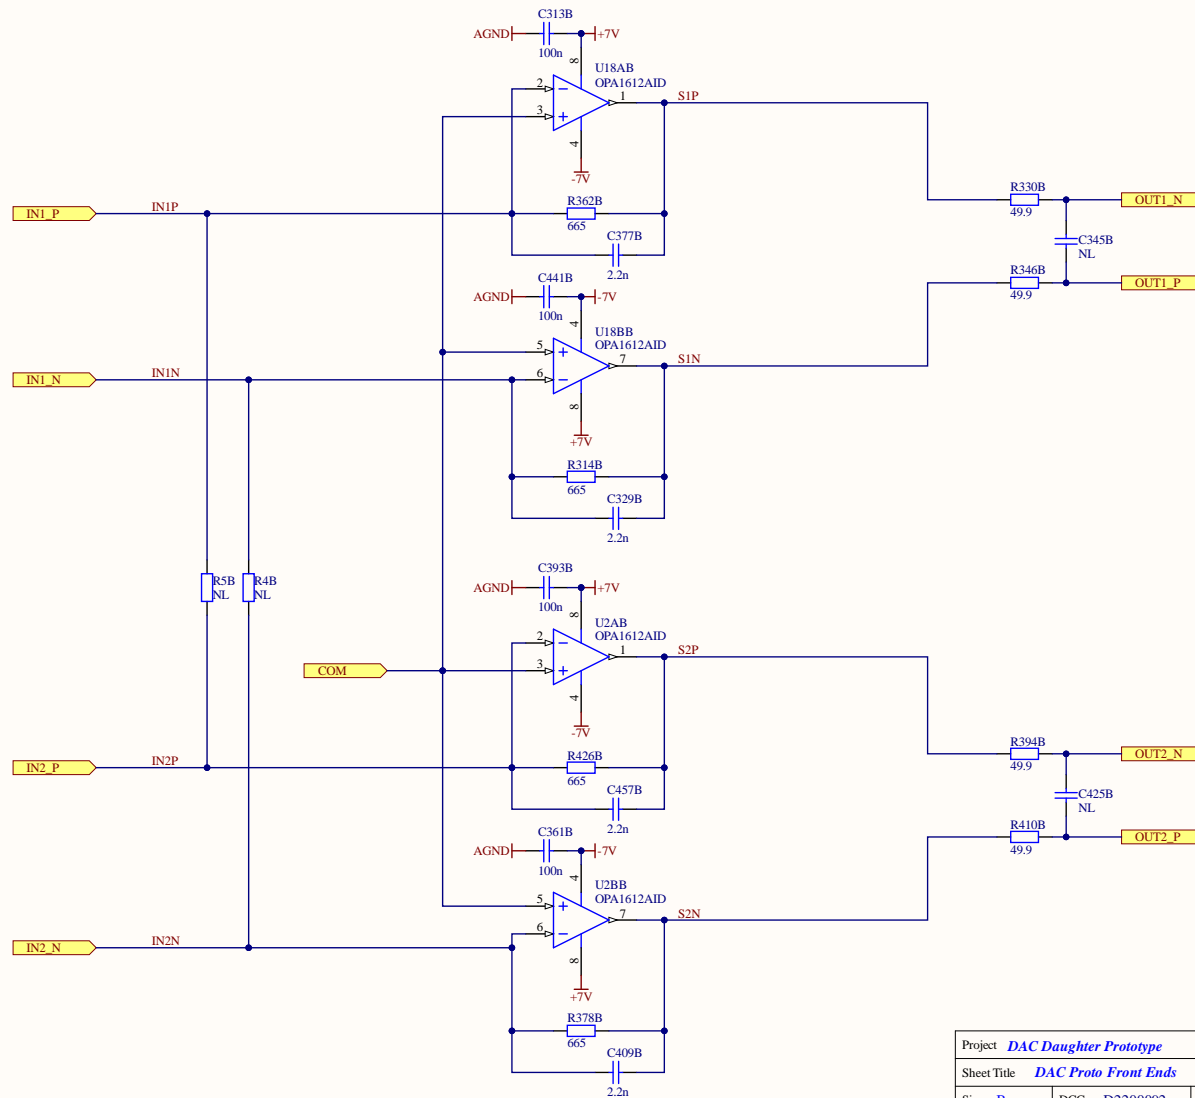 C313B
AGND
+7V
100n
8
U18AB
OPA1612AID
2
1
S1P
3
4
-7V
R330B
49.9
OUT1_N
IN1_P
IN1P
R362B
665
C377B
2.2n
C345B
NL
C441B
AGND
-7V
100n
R346B
49.9
OUT1_P
4
U18BB
OPA1612AID
5
7
S1N
6
IN1_N
IN1N
8
+7V
R314B
665
C329B
2.2n
R5B
NL
R4B
NL
C393B
AGND
+7V
100n
8
U2AB
OPA1612AID
2
1
S2P
3
COM
4
-7V
R394B
49.9
OUT2_N
IN2_P
IN2P
R426B
665
C457B
2.2n
C425B
NL
C361B
AGND
-7V
100n
R410B
49.9
OUT2_P
4
U2BB
OPA1612AID
5
7
S2N
6
IN2_N
IN2N
8
+7V
R378B
665
C409B
2.2n
Project DAC Daughter Prototype
Sheet Title DAC Proto Front Ends